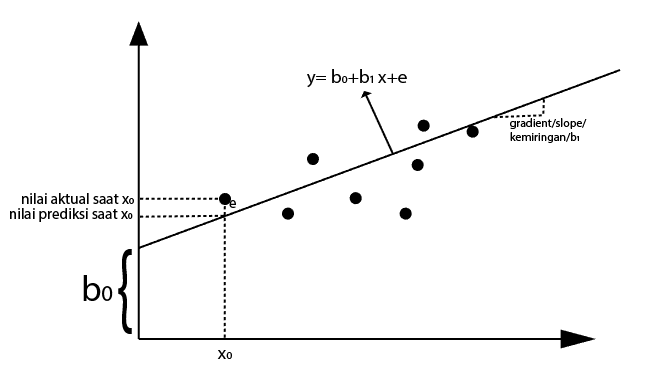 y= b₀+b₁ x+e
gradient/slope/
kemiringan/b₁
nilai aktual saat x₀
e
nilai prediksi saat x₀
b₀
x₀